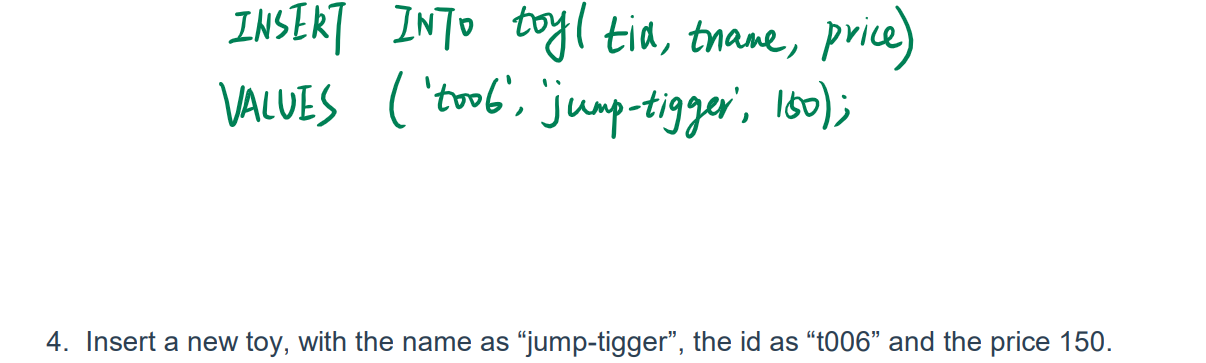 INSERT INTO toy( tid, tname, price)
VALUES ( 't006', 'jump-tigger', 150);
4. Insert a new toy, with the name as “jump-tigger”, the id as “t006” and the price 150.